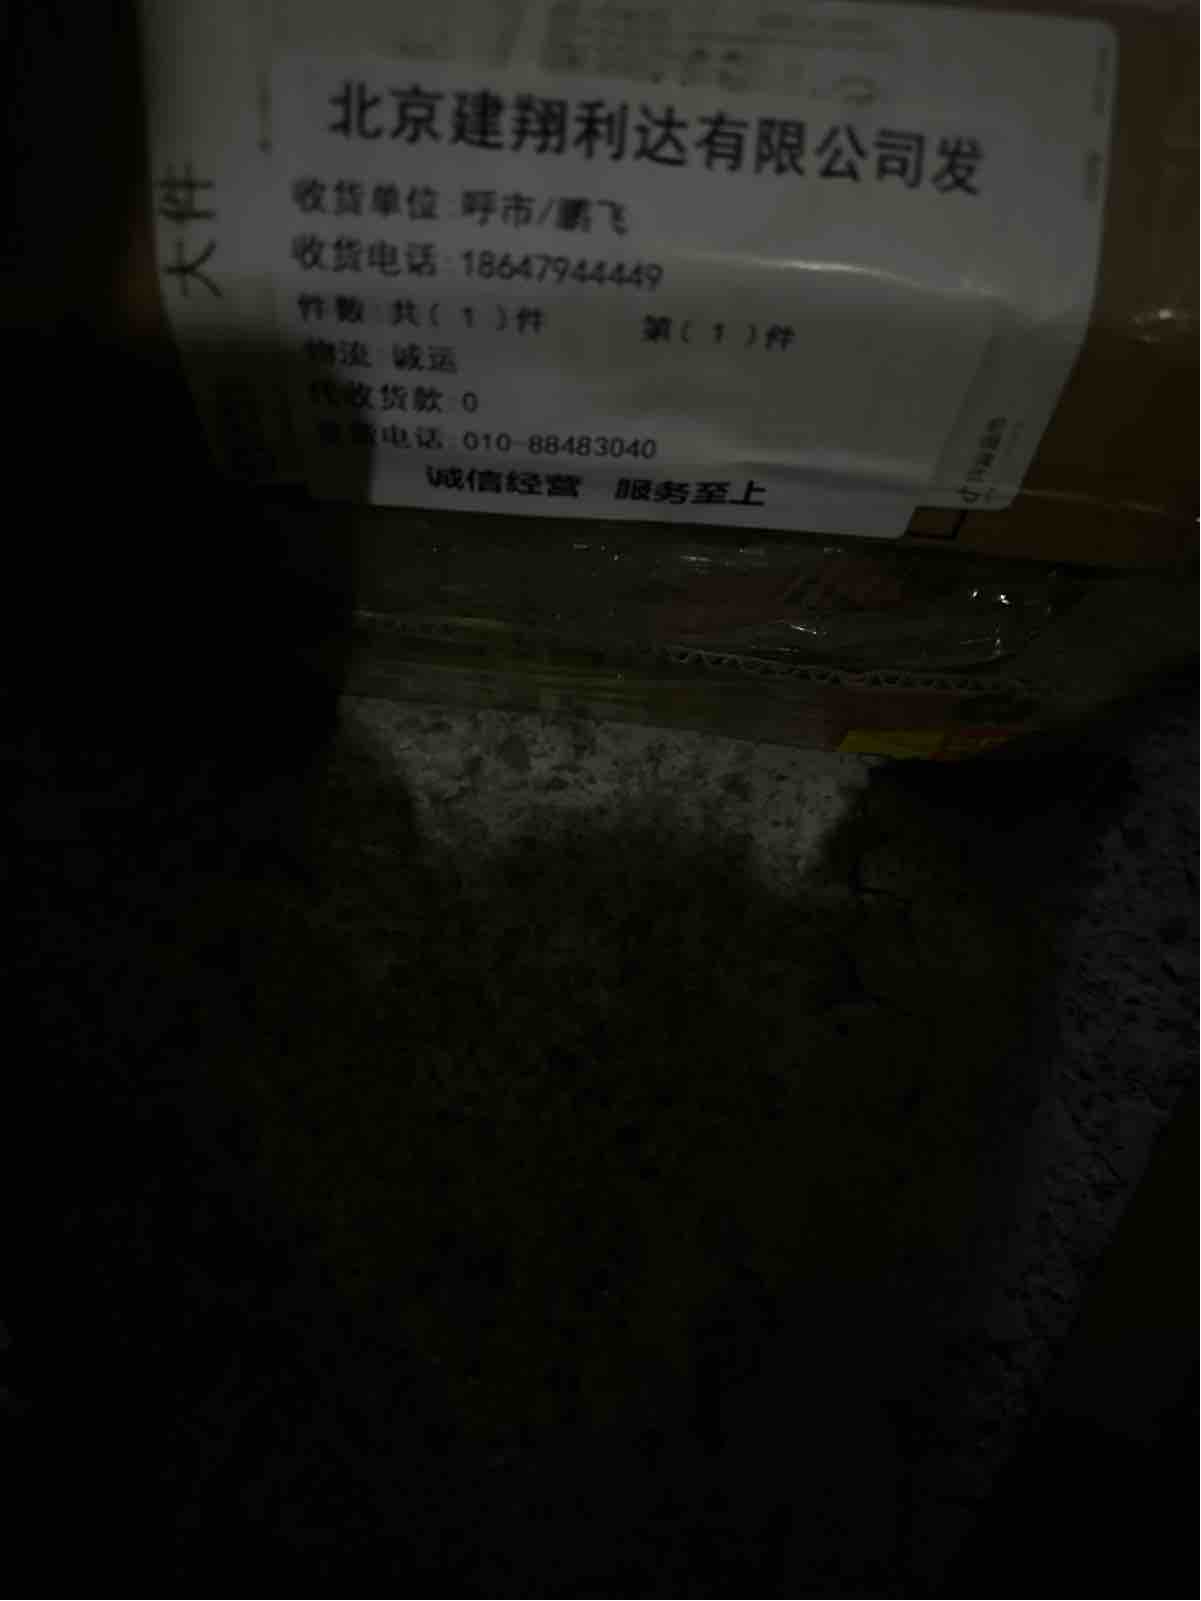 北京建翔利达有限公司发
收货单位:呼市/鹏飞
收货电话:18647944449
件数:共( 1 )件 第( 1 )件
物流:诚运
代收货款:0
电话:010-88483040
诚信经营 服务至上
大件